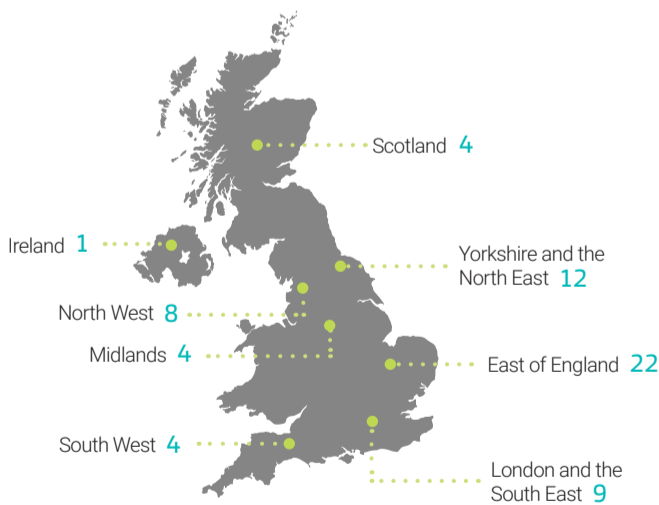 Scotland 4
Ireland 1
Yorkshire and the
North East 12
North West 8
Midlands 4
East of England 22
South West 4
London and the
South East 9